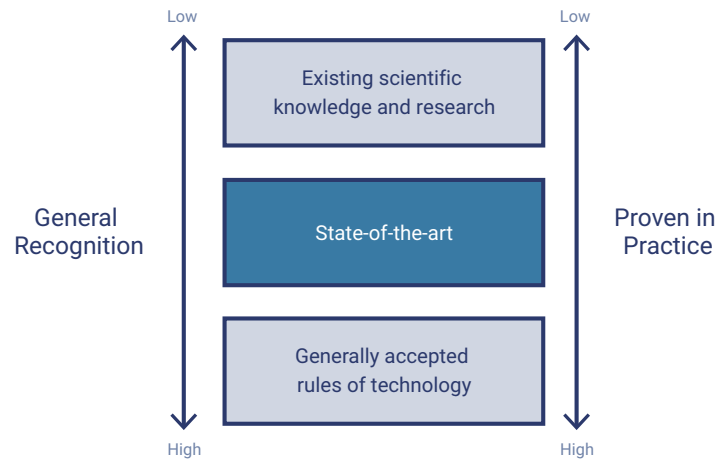 Low
Low
Existing scientific
knowledge and research
General
Recognition
State-of-the-art
Proven in
Practice
Generally accepted
rules of technology
High
High